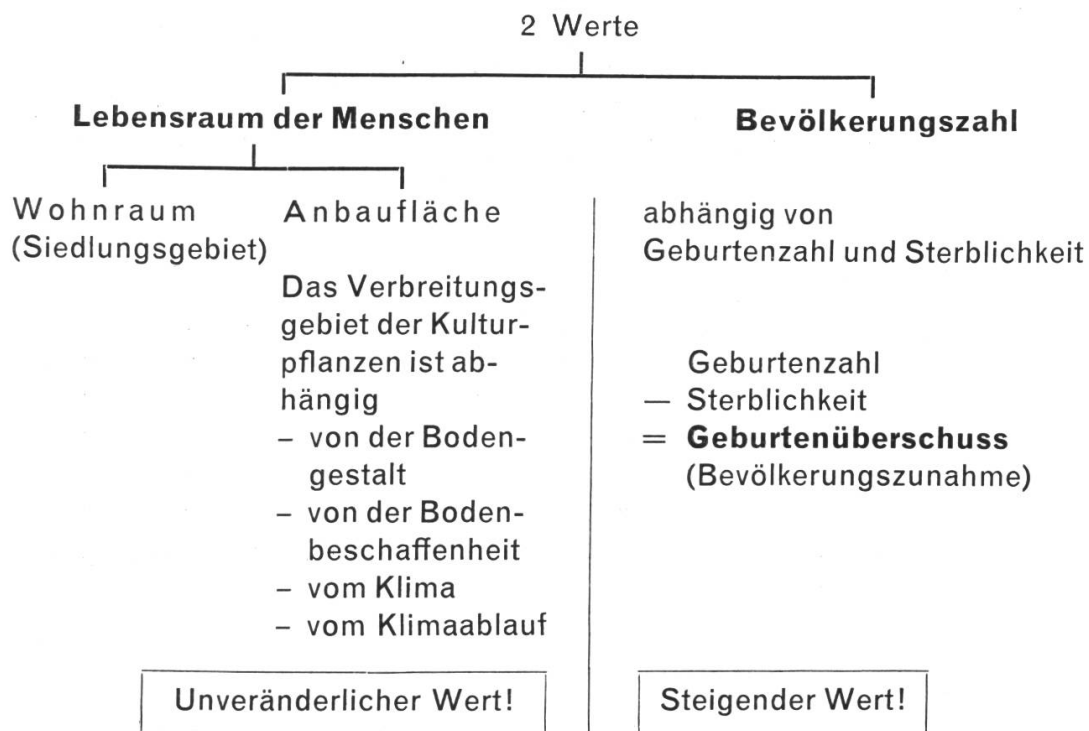 2 Werte
Lebensraum der Menschen
Wohnraum
(Siedlungsgebiet)
Anbaufläche
Das Verbreitungs-
gebiet der Kultur-
pflanzen ist ab-
hängig
– von der Boden-
gestalt
– von der Boden-
beschaffenheit
– vom Klima
– vom Klimaablauf
Unveränderlicher Wert!
Bevölkerungszahl
abhängig von
Geburtenzahl und Sterblichkeit
Geburtenzahl
— Sterblichkeit
= Geburtenüberschuss
(Bevölkerungszunahme)
Steigender Wert!